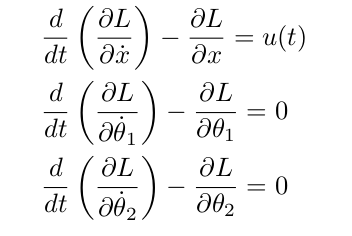 d/dt (∂L/∂ẋ) − ∂L/∂x = u(t)
d/dt (∂L/∂θ̇₁) − ∂L/∂θ₁ = 0
d/dt (∂L/∂θ̇₂) − ∂L/∂θ₂ = 0